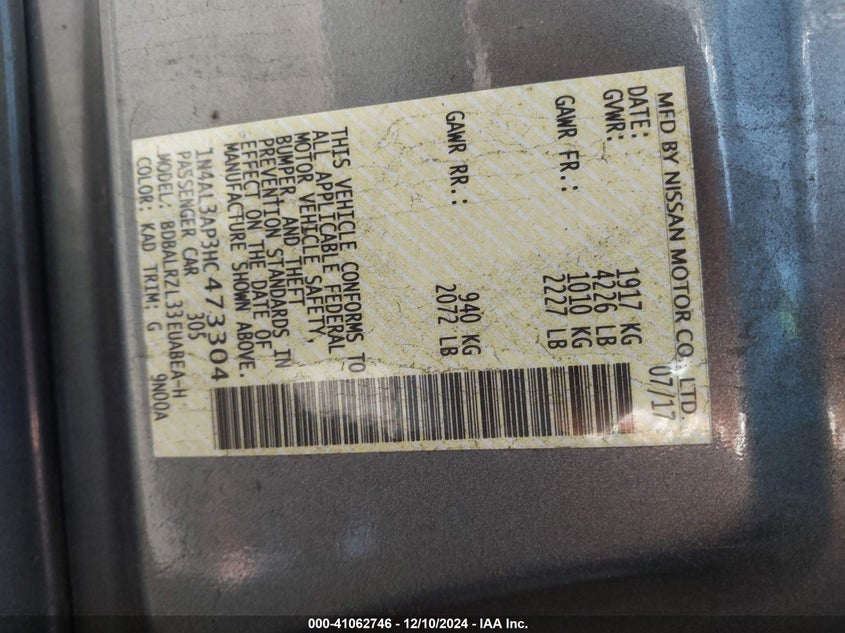 MFD BY NISSAN MOTOR CO., LTD.
DATE: 07/17
GVWR: 1917 KG
4226 LB
GAWR FR.: 1010 KG
2227 LB
GAWR RR.: 940 KG
2072 LB
THIS VEHICLE CONFORMS TO
ALL APPLICABLE FEDERAL
MOTOR VEHICLE SAFETY,
BUMPER, AND THEFT
PREVENTION STANDARDS IN
EFFECT ON THE DATE OF
MANUFACTURE SHOWN ABOVE.
1N4AL3AP3HC473304
PASSENGER CAR 305
MODEL: BDBALRZL33EUABEA-H
COLOR: KAD TRIM: G 9N00A
000-41062746 - 12/10/2024 - IAA Inc.